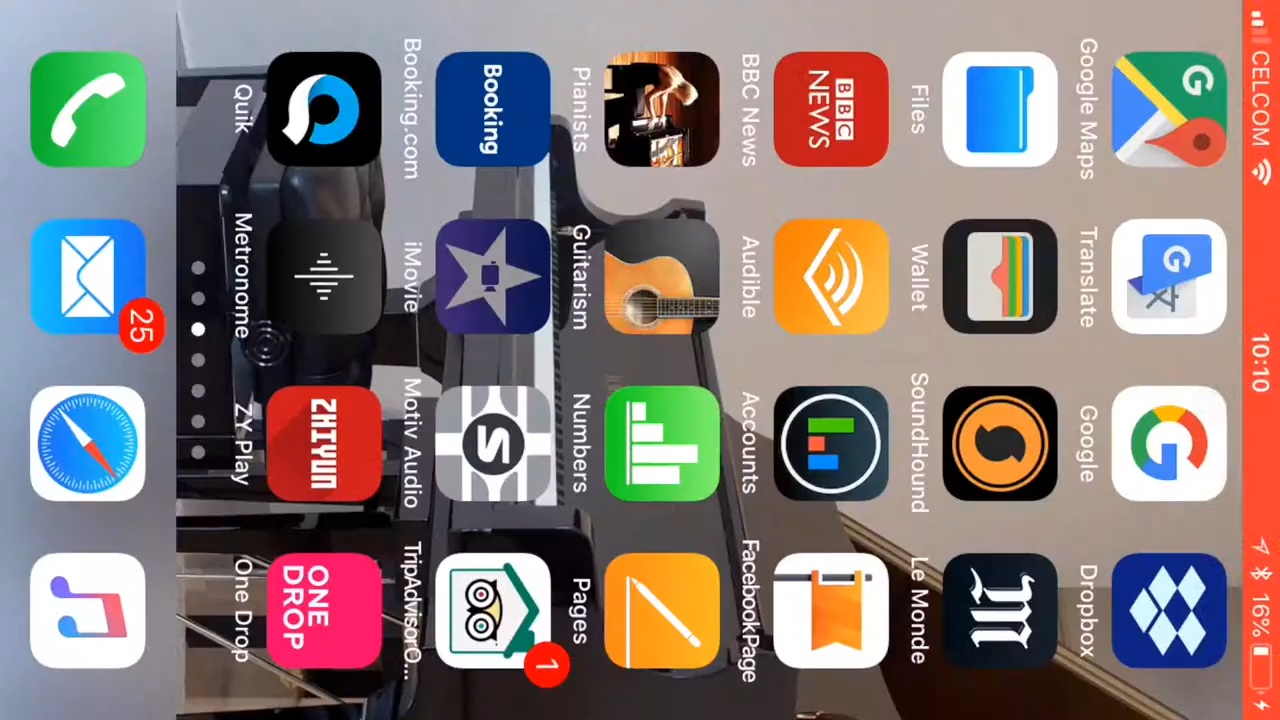 CELCOM 10:10 16%
Google Maps Translate Google Dropbox
Files Wallet SoundHound Le Monde
BBC
NEWS
BBC News Audible Accounts FacebookPage
Pianists Guitarism Numbers Pages
Booking
1
Booking.com iMovie Motiv Audio TripAdvisorO...
ZHIYUN
ONE
DROP
Quik Metronome ZY Play One Drop
25